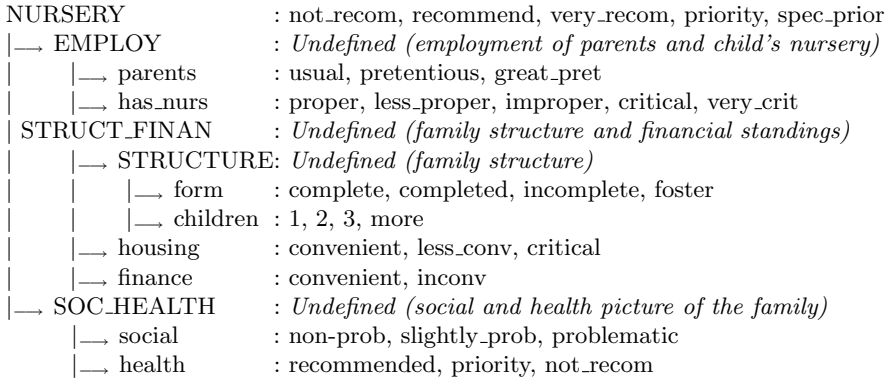 NURSERY : not_recom, recommend, very_recom, priority, spec_prior
|⟶ EMPLOY : Undefined (employment of parents and child's nursery)
| |⟶ parents : usual, pretentious, great_pret
| |⟶ has_nurs : proper, less_proper, improper, critical, very_crit
| STRUCT_FINAN : Undefined (family structure and financial standings)
| |⟶ STRUCTURE: Undefined (family structure)
| | |⟶ form : complete, completed, incomplete, foster
| | |⟶ children : 1, 2, 3, more
| |⟶ housing : convenient, less_conv, critical
| |⟶ finance : convenient, inconv
|⟶ SOC_HEALTH : Undefined (social and health picture of the family)
|⟶ social : non-prob, slightly_prob, problematic
|⟶ health : recommended, priority, not_recom